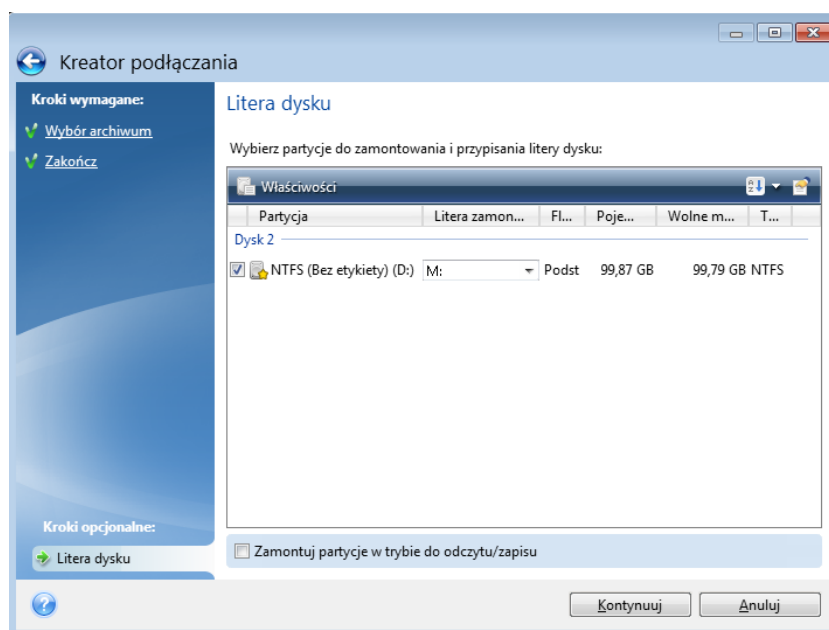 Kreator podłączania
Kroki wymagane:
Wybór archiwum
Zakończ
Kroki opcjonalne:
Litera dysku
Litera dysku
Wybierz partycje do zamontowania i przypisania litery dysku:
Właściwości
Partycja Litera zamon... Fl... Poje... Wolne m... T...
Dysk 2
NTFS (Bez etykiety) (D:) M: Podst 99,87 GB 99,79 GB NTFS
Zamontuj partycje w trybie do odczytu/zapisu
Kontynuuj Anuluj